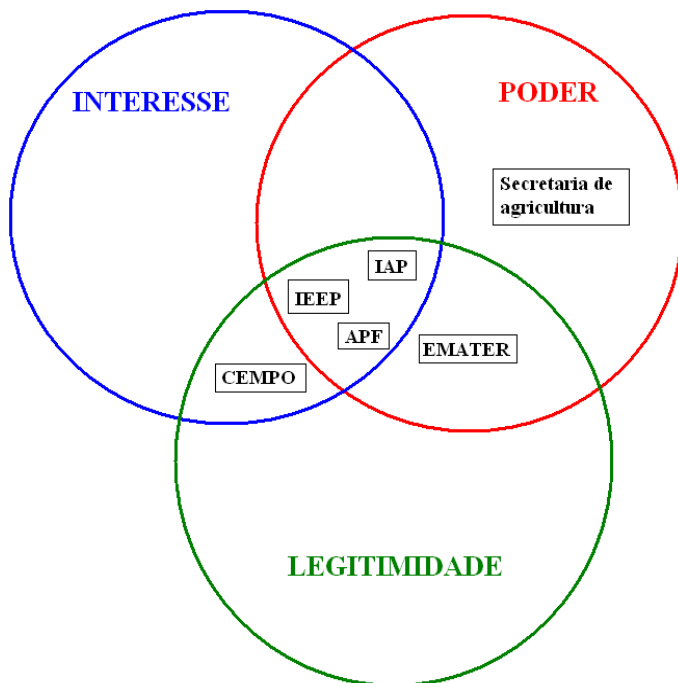 INTERESSE
PODER
Secretaria de
agricultura
IAP
IEEP
APF
EMATER
CEMPO
LEGITIMIDADE